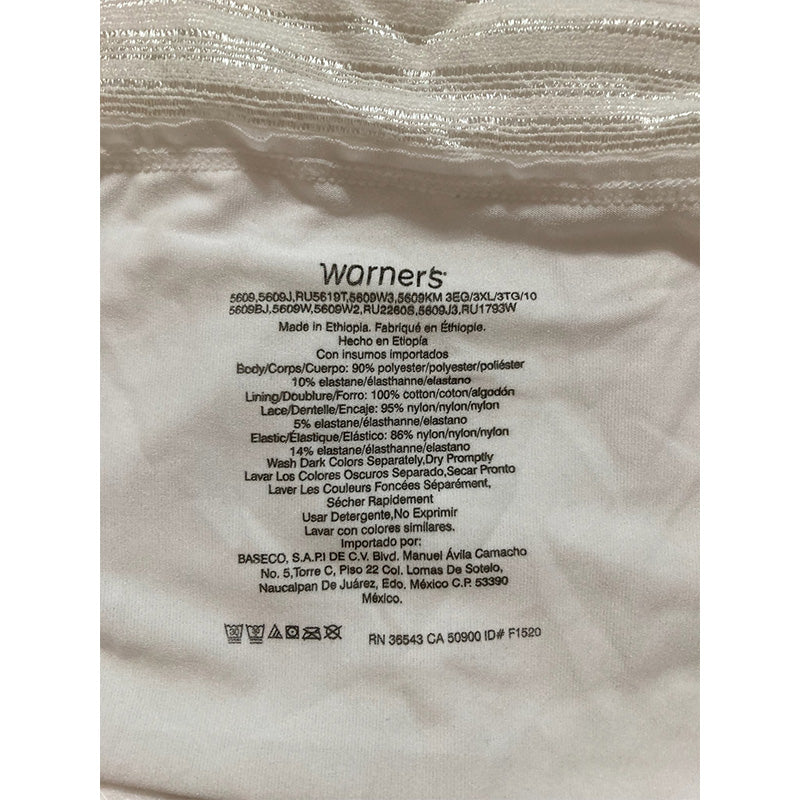 Warner's
5609,5609J,RU5619T,5609W3,5609KM 3EG/3XL/3TG/10
5609BJ,5609W,5609W2,RU2260S,5609J3,RU1793W
Made in Ethiopia. Fabriqué en Éthiopie.
Hecho en Etiopía
Con insumos importados
Body/Corps/Cuerpo: 90% polyester/polyester/poliéster
10% elastane/élasthanne/elastano
Lining/Doublure/Forro: 100% cotton/coton/algodón
Lace/Dentelle/Encaje: 95% nylon/nylon/nylon
5% elastane/élasthanne/elastano
Elastic/Élastique/Elástico: 86% nylon/nylon/nylon
14% elastane/élasthanne/elastano
Wash Dark Colors Separately,Dry Promptly
Lavar Los Colores Oscuros Separado,Secar Pronto
Laver Les Couleurs Foncées Séparément,
Sécher Rapidement
Usar Detergente,No Exprimir
Lavar con colores similares.
Importado por:
BASECO, S.A.P.I DE C.V. Blvd. Manuel Ávila Camacho
No. 5,Torre C, Piso 22 Col. Lomas De Sotelo,
Naucalpan De Juárez, Edo. México C.P. 53390
México.
30 30 RN 36543 CA 50900 ID# F1520